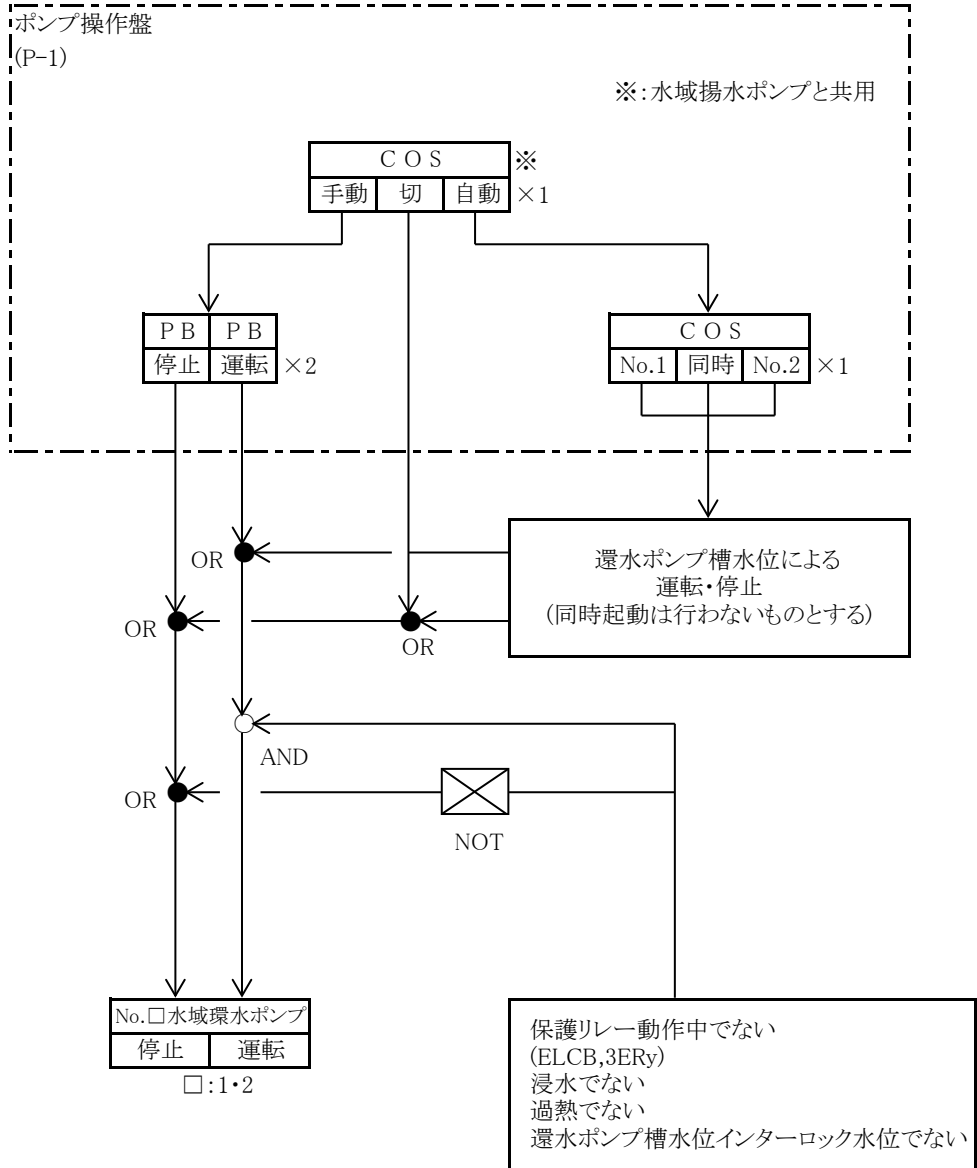 ポンプ操作盤
(P-1)
※:水域揚水ポンプと共用
COS ※
手動 切 自動 ×1
PB PB
停止 運転 ×2
COS
No.1 同時 No.2 ×1
還水ポンプ槽水位による
運転・停止
(同時起動は行わないものとする)
OR
OR
OR
AND
OR
NOT
No.□水域環水ポンプ
停止 運転
□:1・2
保護リレー動作中でない
(ELCB,3ERy)
浸水でない
過熱でない
還水ポンプ槽水位インターロック水位でない